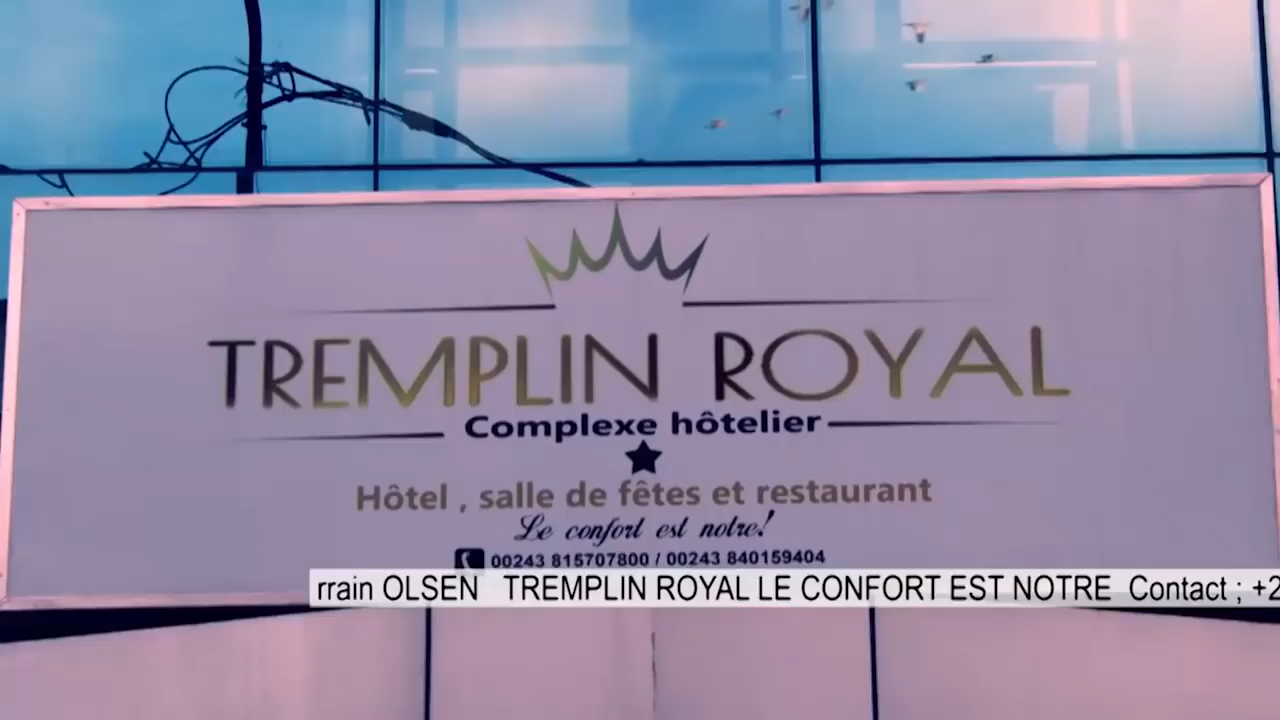 TREMPLIN ROYAL
Complexe hôtelier
Hôtel , salle de fêtes et restaurant
Le confort est notre!
00243 815707800 / 00243 840159404
rrain OLSEN TREMPLIN ROYAL LE CONFORT EST NOTRE Contact ; +2